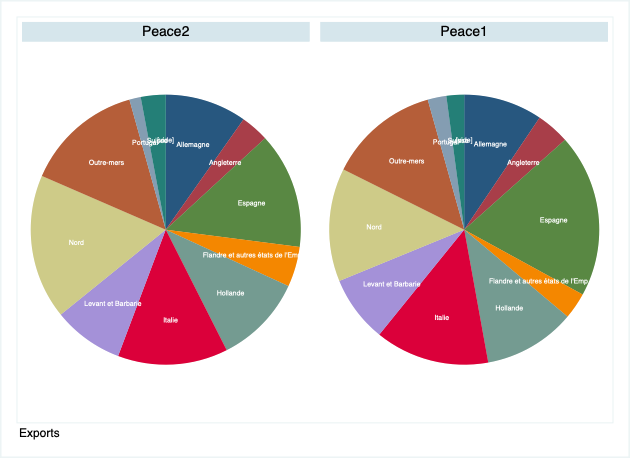 Peace2
Peace1
Portugal
Allemagne
Angleterre
Outre-mers
Espagne
Nord
Flandre et autres états de l'Emp
Hollande
Levant et Barbarie
Italie
Allemagne
Angleterre
Outre-mers
Espagne
Nord
Flandre et autres états de l'Emp
Hollande
Levant et Barbarie
Italie
Exports